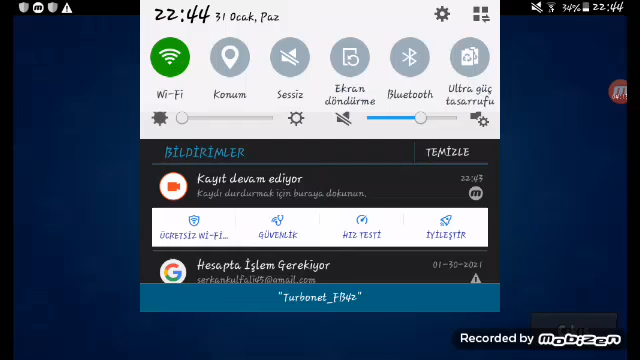 34% 22:44
22:44 31 Ocak, Paz
Wi-Fi
Konum
Sessiz
Ekran
döndürme
Bluetooth
Ultra güç
tasarrufu
BİLDİRİMLER
TEMİZLE
Kayıt devam ediyor
22:43
Kaydı durdurmak için buraya dokunun.
ÜCRETSİZ Wİ-Fİ...
GÜVENLİK
HIZ TESTİ
İYİLEŞTİR
Hesapta İşlem Gerekiyor
01-30-2021
serkankulfali45@gmail.com
"Turbonet_FB42"
Recorded by MOBIZEN